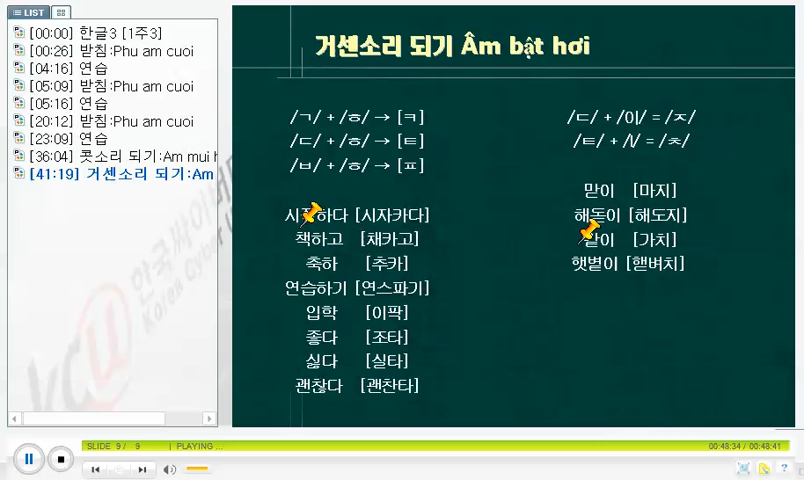 LIST
[00:00] 한글3 [1주3]
[00:26] 받침:Phu am cuoi
[04:16] 연습
[05:09] 받침:Phu am cuoi
[05:16] 연습
[20:12] 받침:Phu am cuoi
[23:09] 연습
[36:04] 콧소리 되기:Am mui h
[41:19] 거센소리 되기:Am
거센소리 되기 Âm bật hơi
/ㄱ/ + /ㅎ/ → [ㅋ]
/ㄷ/ + /ㅎ/ → [ㅌ]
/ㅂ/ + /ㅎ/ → [ㅍ]
[시자카다]
책하고 [채카고]
축하 [추카]
연습하기 [연스파기]
입학 [이팍]
좋다 [조타]
싫다 [실타]
괜찮다 [괜찬타]
/ㄷ/ + /이/ = /ㅈ/
/ㅌ/ + /ㅣ/ = /ㅊ/
맏이 [마지]
해돋이 [해도지]
[가치]
햇볕이 [핻벼치]
한국싸이버
Korea Cyber U
kcu
SLIDE 9 / 9 | PLAYING ...
00:48:34 / 00:48:41